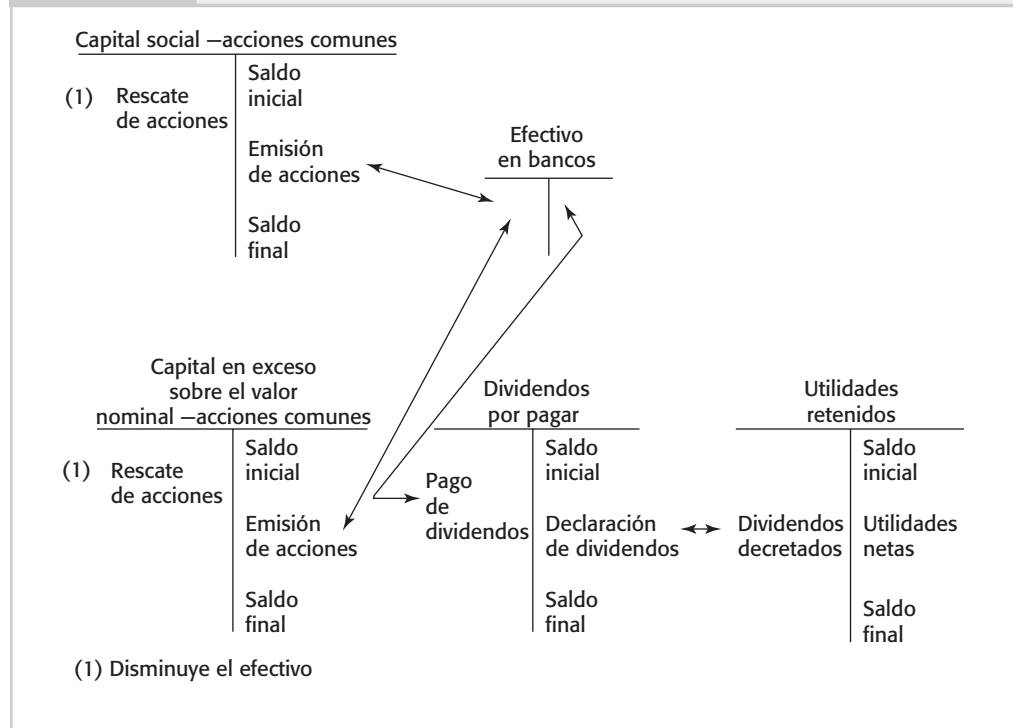 Capital social —acciones comunes
Saldo
inicial
(1) Rescate
de acciones
Emisión
de acciones
Saldo
final
Efectivo
en bancos
Capital en exceso
sobre el valor
nominal —acciones comunes
Saldo
inicial
(1) Rescate
de acciones
Emisión
de acciones
Saldo
final
Dividendos
por pagar
Saldo
inicial
Pago
de
dividendos
Declaración
de dividendos
Saldo
final
Utilidades
retenidos
Saldo
inicial
Dividendos
decretados
Utilidades
netas
Saldo
final
(1) Disminuye el efectivo